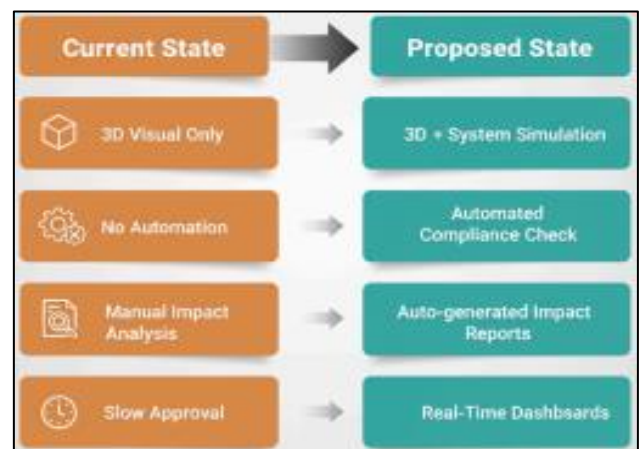 Current State
Proposed State
3D Visual Only
3D + System Simulation
No Automation
Automated
Compliance Check
Manual Impact
Analysis
Auto-generated Impact
Reports
Slow Approval
Real-Time Dashbsards